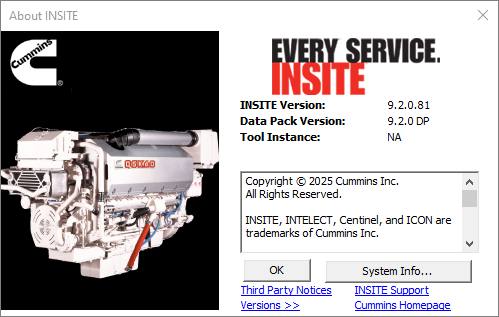 About INSITE
Cummins
®
QSK60
EVERY SERVICE.
INSITE
INSITE Version: 9.2.0.81
Data Pack Version: 9.2.0 DP
Tool Instance: NA
Copyright © 2025 Cummins Inc.
All Rights Reserved.
INSITE, INTELECT, Centinel, and ICON are
trademarks of Cummins Inc.
OK System Info...
Third Party Notices INSITE Support
Versions >> Cummins Homepage